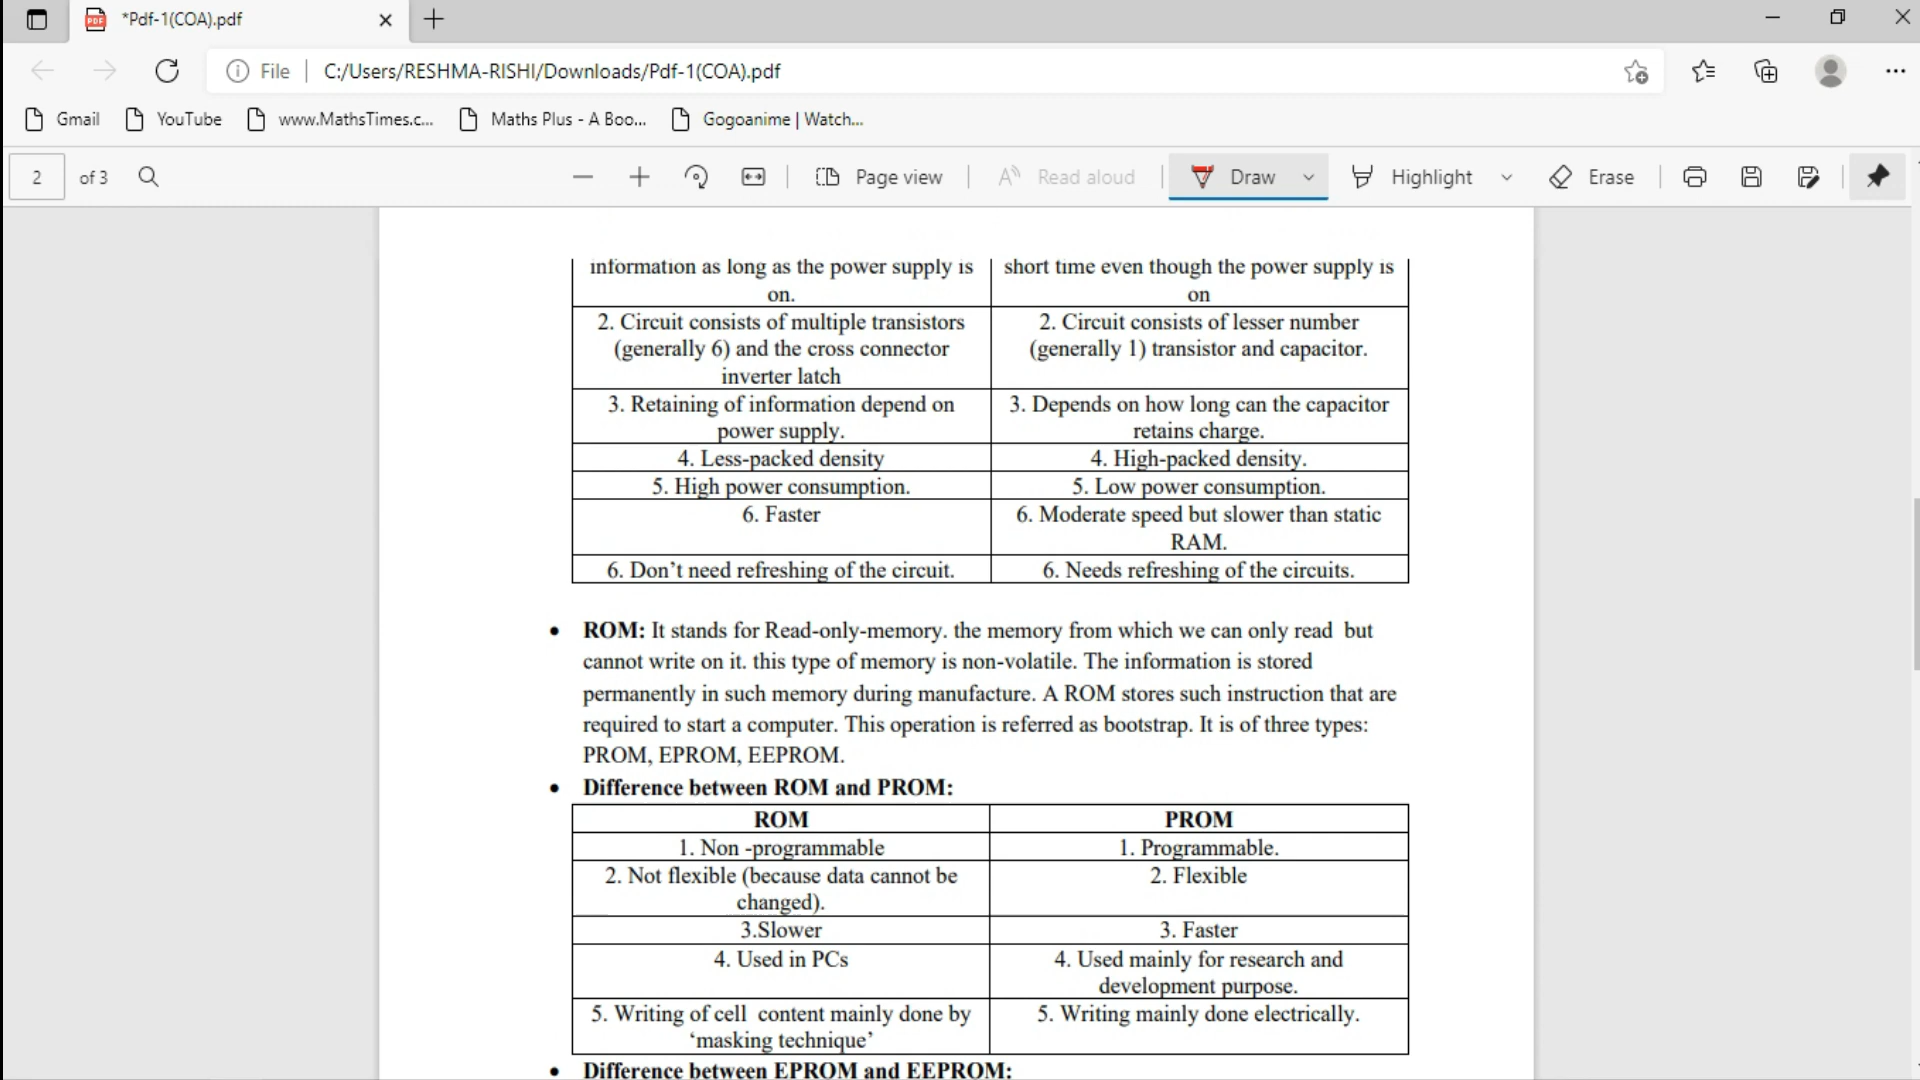 *Pdf-1(COA).pdf
File C:/Users/RESHMA-RISHI/Downloads/Pdf-1(COA).pdf
Gmail YouTube www.MathsTimes.c... Maths Plus - A Boo... Gogoanime | Watch...
2 of 3 Page view Read aloud Draw Highlight Erase
information as long as the power supply is on.
short time even though the power supply is on
2. Circuit consists of multiple transistors
(generally 6) and the cross connector
inverter latch
2. Circuit consists of lesser number
(generally 1) transistor and capacitor.
3. Retaining of information depend on
power supply.
3. Depends on how long can the capacitor
retains charge.
4. Less-packed density
4. High-packed density.
5. High power consumption.
5. Low power consumption.
6. Faster
6. Moderate speed but slower than static
RAM.
6. Don't need refreshing of the circuit.
6. Needs refreshing of the circuits.
• ROM: It stands for Read-only-memory. the memory from which we can only read but
cannot write on it. this type of memory is non-volatile. The information is stored
permanently in such memory during manufacture. A ROM stores such instruction that are
required to start a computer. This operation is referred as bootstrap. It is of three types:
PROM, EPROM, EEPROM.
• Difference between ROM and PROM:
ROM
PROM
1. Non -programmable
1. Programmable.
2. Not flexible (because data cannot be
changed).
2. Flexible
3.Slower
3. Faster
4. Used in PCs
4. Used mainly for research and
development purpose.
5. Writing of cell content mainly done by
‘masking technique’
5. Writing mainly done electrically.
• Difference between EPROM and EEPROM: